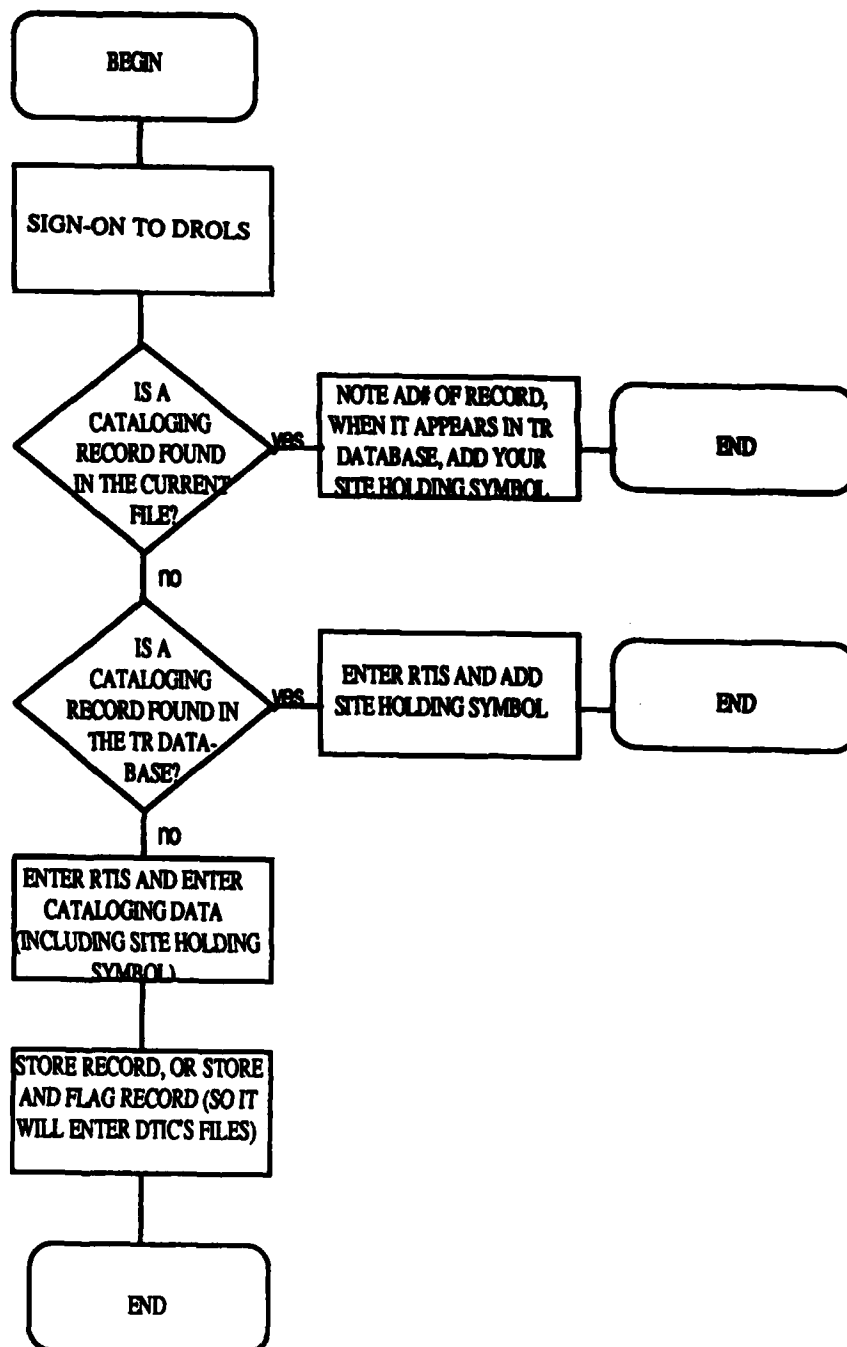 BEGIN
SIGN-ON TO DROLS
IS A
CATALOGING
RECORD FOUND
IN THE CURRENT
FILE?
yes
NOTE AD# OF RECORD,
WHEN IT APPEARS IN TR
DATABASE, ADD YOUR
SITE HOLDING SYMBOL
END
no
IS A
CATALOGING
RECORD FOUND IN
THE TR DATA-
BASE?
yes
ENTER RTIS AND ADD
SITE HOLDING SYMBOL
END
no
ENTER RTIS AND ENTER
CATALOGING DATA
(INCLUDING SITE HOLDING
SYMBOL)
STORE RECORD, OR STORE
AND FLAG RECORD (SO IT
WILL ENTER DTIC'S FILES)
END